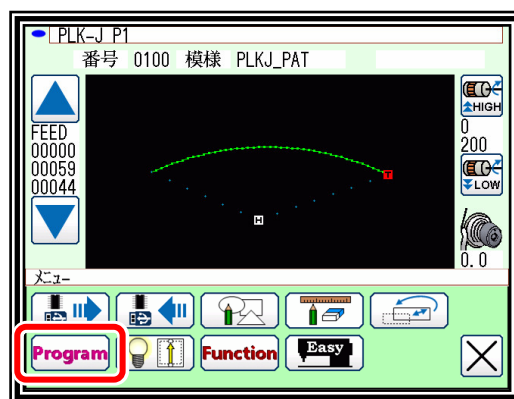 PLK-J P1
番号 0100 模様 PLKJ_PAT
HIGH
FEED
00000
00059
00044
0
200
LOW
T
H
0.0
メニュー
Program
Function
Easy